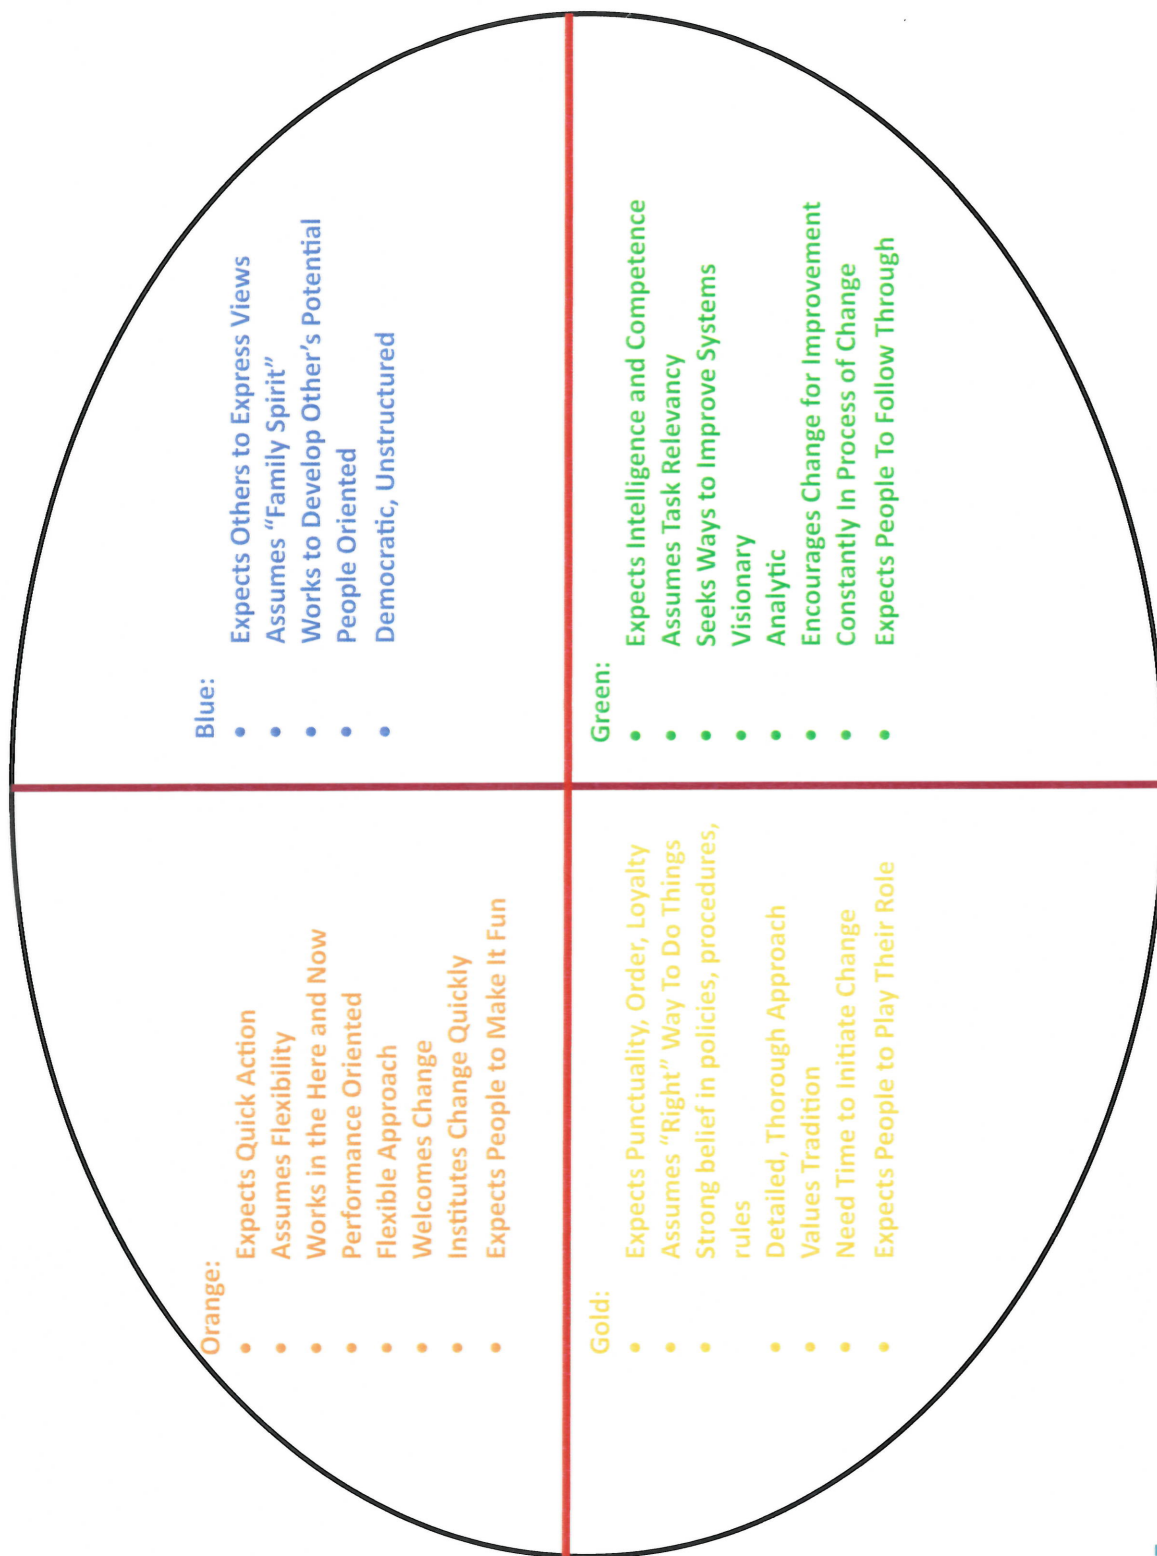 Orange:
• Expects Quick Action
• Assumes Flexibility
• Works in the Here and Now
• Performance Oriented
• Flexible Approach
• Welcomes Change
• Institutes Change Quickly
• Expects People to Make It Fun
Blue:
• Expects Others to Express Views
• Assumes “Family Spirit”
• Works to Develop Other’s Potential
• People Oriented
• Democratic, Unstructured
Gold:
• Expects Punctuality, Order, Loyalty
• Assumes “Right” Way To Do Things
• Strong belief in policies, procedures,
rules
• Detailed, Thorough Approach
• Values Tradition
• Need Time to Initiate Change
• Expects People to Play Their Role
Green:
• Expects Intelligence and Competence
• Assumes Task Relevancy
• Seeks Ways to Improve Systems
• Visionary
• Analytic
• Encourages Change for Improvement
• Constantly In Process of Change
• Expects People To Follow Through